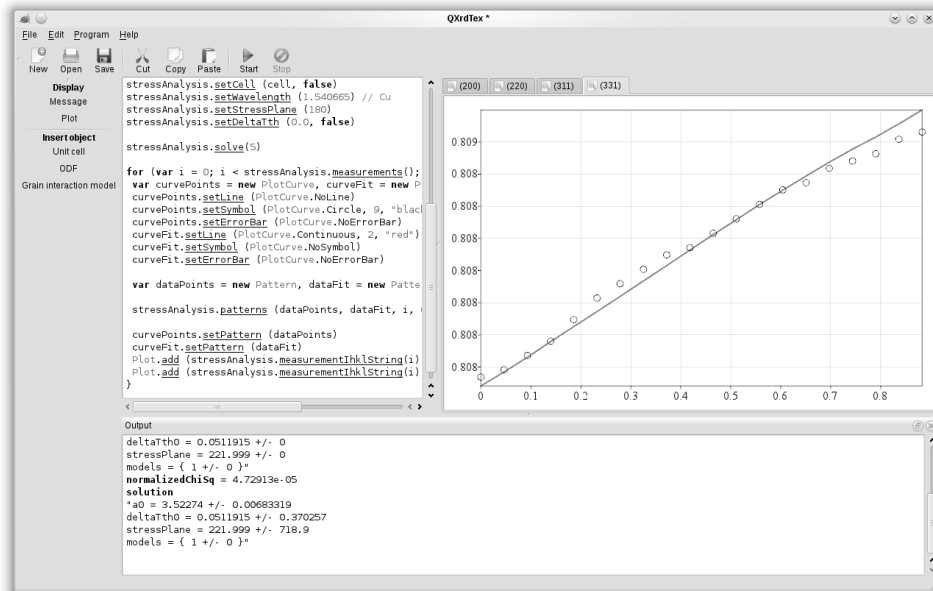 QXrdTex *
File Edit Program Help
New Open Save Cut Copy Paste Start Stop
Display
Message
Plot
Insert object
Unit cell
ODF
Grain interaction model
stressAnalysis.setCell (cell, false)
stressAnalysis.setWavelength (1.540665) // Cu
stressAnalysis.setStressPlane (180)
stressAnalysis.setDeltaTth (0.0, false)
stressAnalysis.solve(5)
for (var i = 0; i < stressAnalysis.measurements();
var curvePoints = new PlotCurve, curveFit = new P
curvePoints.setLine (PlotCurve.NoLine)
curvePoints.setSymbol (PlotCurve.Circle, 9, "blac
curvePoints.setErrorBar (PlotCurve.NoErrorBar)
curveFit.setLine (PlotCurve.Continuous, 2, "red")
curveFit.setSymbol (PlotCurve.NoSymbol)
curveFit.setErrorBar (PlotCurve.NoErrorBar)
var dataPoints = new Pattern, dataFit = new Patte
stressAnalysis.patterns (dataPoints, dataFit, i,
curvePoints.setPattern (dataPoints)
curveFit.setPattern (dataFit)
Plot.add (stressAnalysis.measurementIhklString(i)
Plot.add (stressAnalysis.measurementIhklString(i)
}
(200) (220) (311) (331)
0.809
0.808
0.808
0.808
0.808
0.808
0.808
0.808
0 0.1 0.2 0.3 0.4 0.5 0.6 0.7 0.8
Output
deltaTth0 = 0.0511915 +/- 0
stressPlane = 221.999 +/- 0
models = { 1 +/- 0 }"
normalizedChiSq = 4.72913e-05
solution
"a0 = 3.52274 +/- 0.00683319
deltaTth0 = 0.0511915 +/- 0.370257
stressPlane = 221.999 +/- 718.9
models = { 1 +/- 0 }"